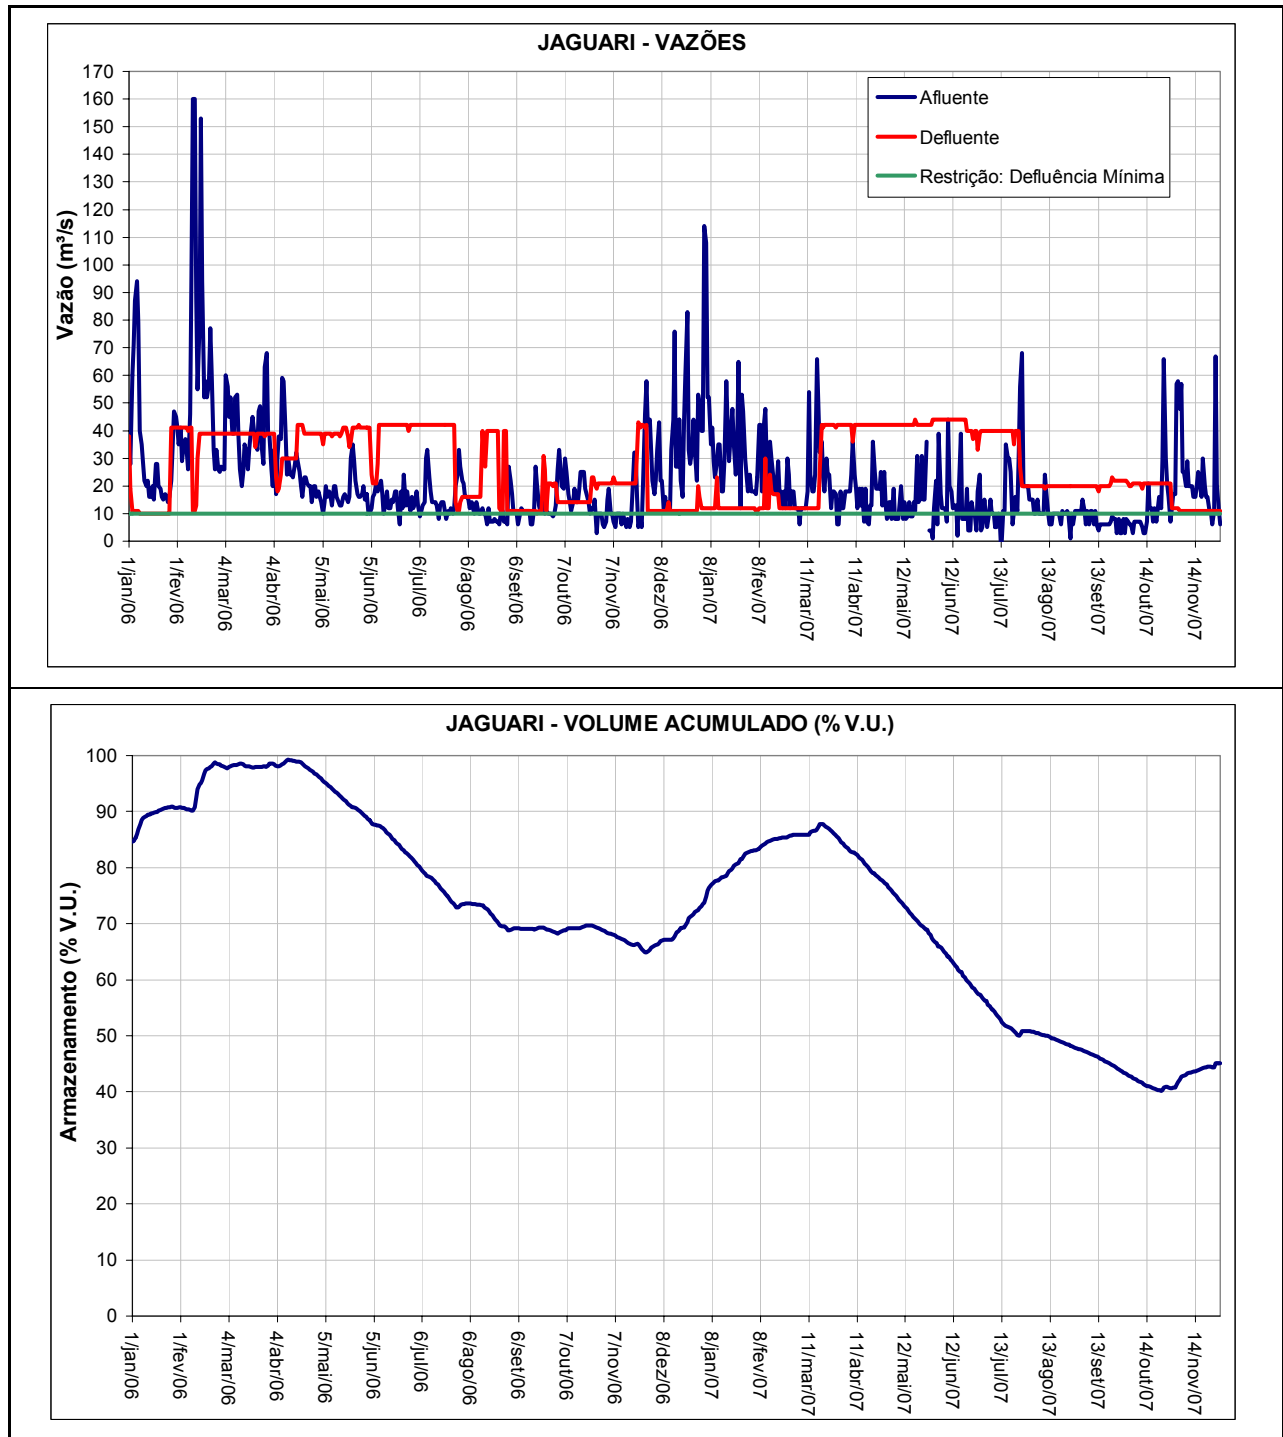 JAGUARI - VAZÕES
170
160
150
140
130
120
110
100
90
80
70
60
50
40
30
20
10
0
Vazão (m³/s)
Afluente
Defluente
Restrição: Defluência Mínima
1/jan/06
1/fev/06
4/mar/06
4/abr/06
5/mai/06
5/jun/06
6/jul/06
6/ago/06
6/set/06
7/out/06
7/nov/06
8/dez/06
8/jan/07
8/fev/07
11/mar/07
11/abr/07
12/mai/07
12/jun/07
13/jul/07
13/ago/07
13/set/07
14/out/07
14/nov/07
JAGUARI - VOLUME ACUMULADO (% V.U.)
100
90
80
70
60
50
40
30
20
10
0
Armazenamento (% V.U.)
1/jan/06
1/fev/06
4/mar/06
4/abr/06
5/mai/06
5/jun/06
6/jul/06
6/ago/06
6/set/06
7/out/06
7/nov/06
8/dez/06
8/jan/07
8/fev/07
11/mar/07
11/abr/07
12/mai/07
12/jun/07
13/jul/07
13/ago/07
13/set/07
14/out/07
14/nov/07